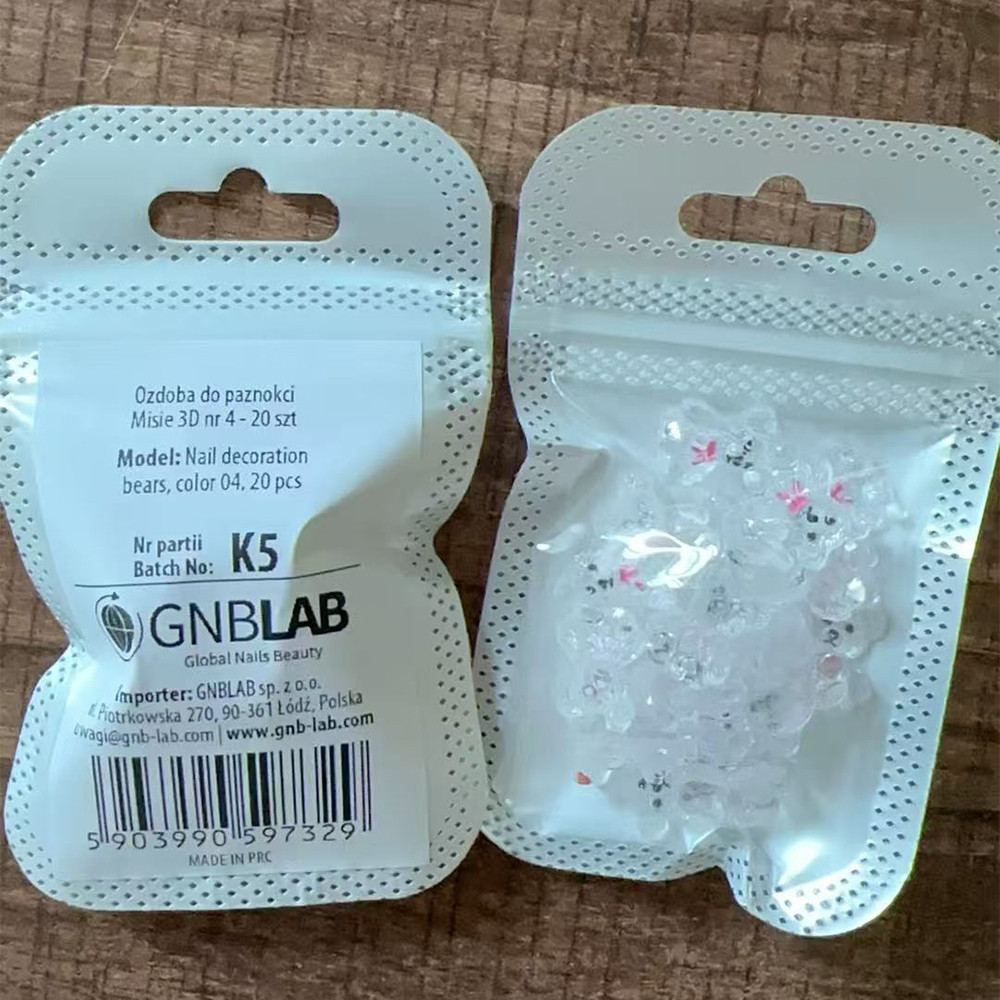 Ozdoba do paznokci
Misie 3D nr 4 - 20 szt
Model: Nail decoration
bears, color 04, 20 pcs
Nr partii
Batch No: K5
GNBLAB
Global Nails Beauty
Importer: GNBLAB sp. z o.o.
Piotrkowska 270, 90-361 Łódź, Polska
uwagi@gnb-lab.com | www.gnb-lab.com
5 903990 597329
MADE IN PRC